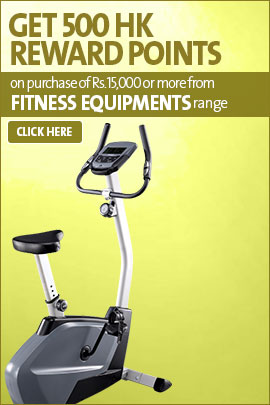 GET 500 HK
REWARD POINTS
on purchase of Rs.15,000 or more from
FITNESS EQUIPMENTS range
CLICK HERE